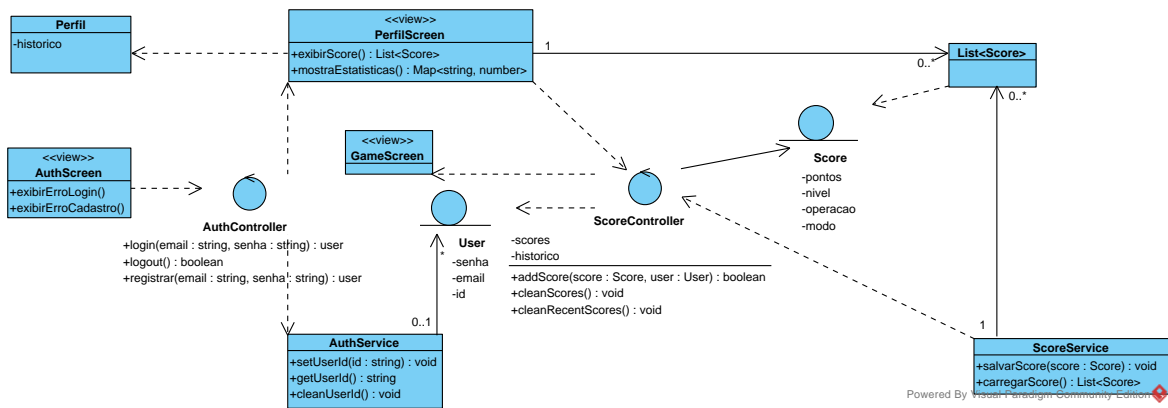 Perfil
-historico
<<view>>
PerfilScreen
+exibirScore() : List<Score>
+mostraEstatisticas() : Map<string, number>
1
0..*
List<Score>
0..*
<<view>>
AuthScreen
+exibirErroLogin()
+exibirErroCadastro()
<<view>>
GameScreen
Score
-pontos
-nivel
-operacao
-modo
AuthController
+login(email : string, senha : string) : user
+logout() : boolean
+registrar(email : string, senha : string) : user
User
-senha
-email
-id
*
0..1
ScoreController
-scores
-historico
+addScore(score : Score, user : User) : boolean
+cleanScores() : void
+cleanRecentScores() : void
AuthService
+setUserId(id : string) : void
+getUserId() : string
+cleanUserId() : void
1
ScoreService
+salvarScore(score : Score) : void
+carregarScore() : List<Score>
Powered By Visual Paradigm Community Edition